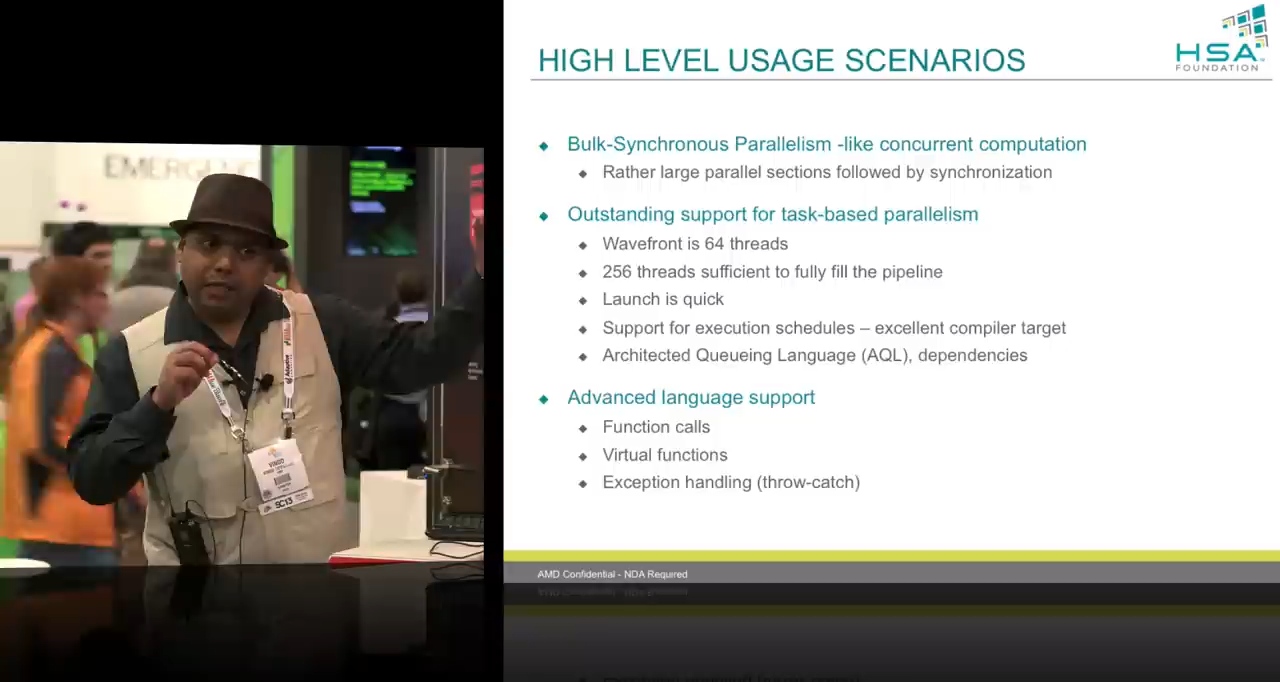 HIGH LEVEL USAGE SCENARIOS
HSA
FOUNDATION
Bulk-Synchronous Parallelism -like concurrent computation
Rather large parallel sections followed by synchronization
Outstanding support for task-based parallelism
Wavefront is 64 threads
256 threads sufficient to fully fill the pipeline
Launch is quick
Support for execution schedules – excellent compiler target
Architected Queueing Language (AQL), dependencies
Advanced language support
Function calls
Virtual functions
Exception handling (throw-catch)
AMD Confidential - NDA Required
VINOD
SC13